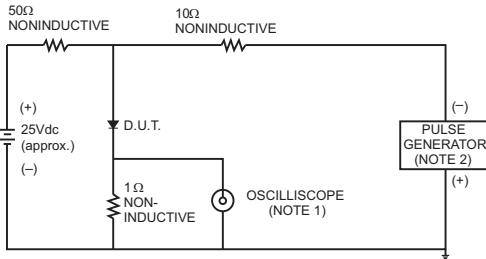 50Ω
NONINDUCTIVE
10Ω
NONINDUCTIVE
(+)
25Vdc
(approx.)
(–)
D.U.T.
1Ω
NON-
INDUCTIVE
OSCILLISCOPE
(NOTE 1)
(–)
PULSE
GENERATOR
(NOTE 2)
(+)